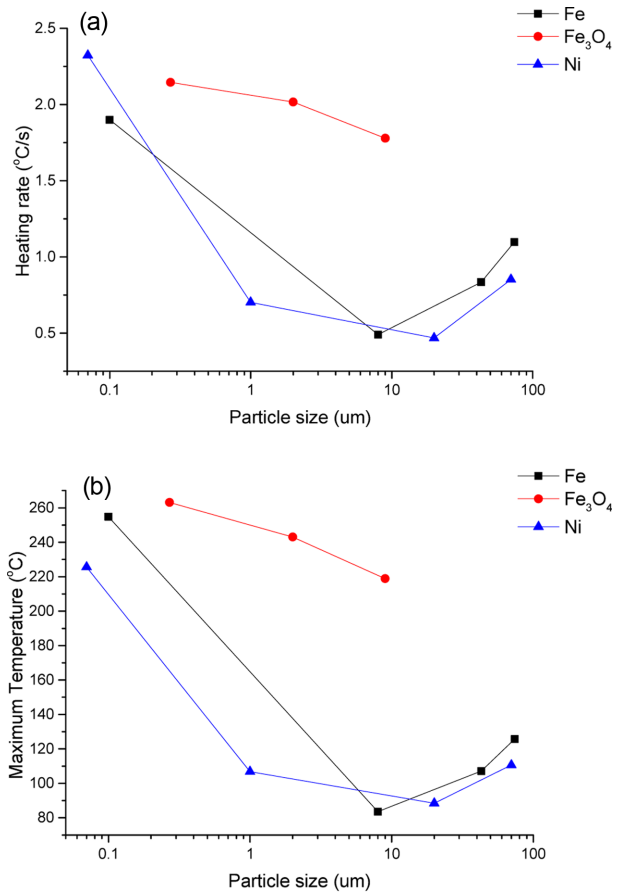 (a)
Fe
Fe₃O₄
Ni
2.5
2.0
1.5
1.0
0.5
Heating rate (°C/s)
0.1 1 10 100
Particle size (um)
(b)
Fe
Fe₃O₄
Ni
260
240
220
200
180
160
140
120
100
80
Maximum Temperature (°C)
0.1 1 10 100
Particle size (um)